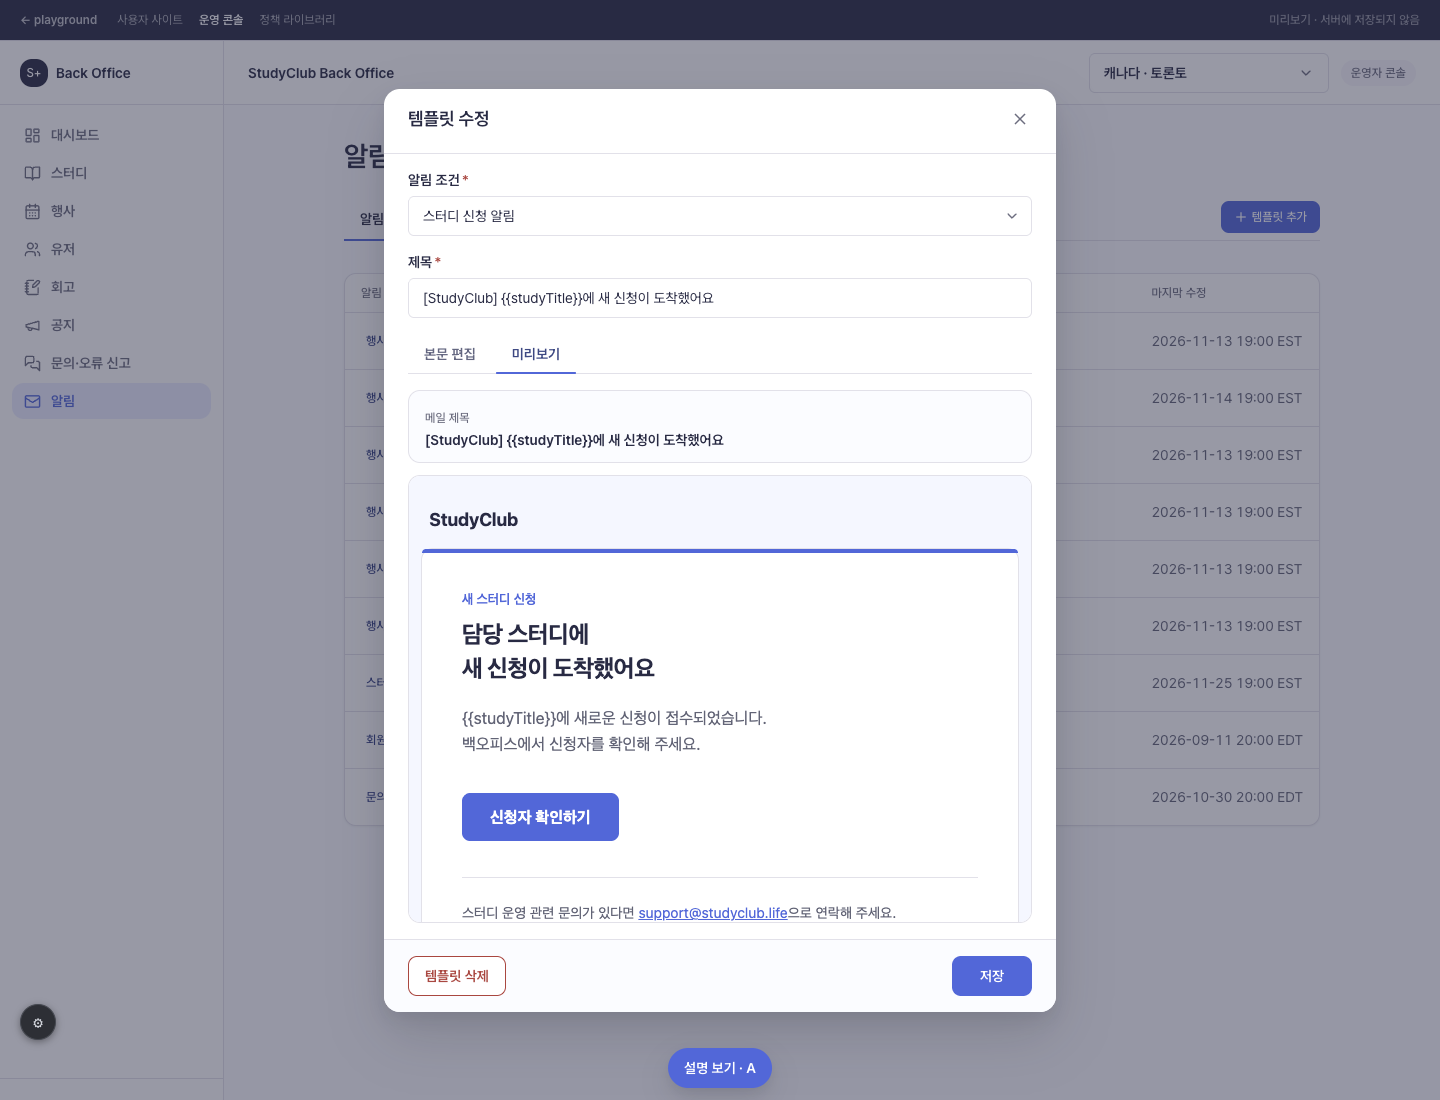 ← playground
사용자 사이트
운영 콘솔
정책 라이브러리
미리보기 · 서버에 저장되지 않음
S+
Back Office
StudyClub Back Office
캐나다 · 토론토
운영자 콘솔
대시보드
스터디
행사
유저
회고
공지
문의·오류 신고
알림
+ 템플릿 추가
알림
마지막 수정
2026-11-13 19:00 EST
2026-11-14 19:00 EST
2026-11-13 19:00 EST
2026-11-13 19:00 EST
2026-11-13 19:00 EST
2026-11-13 19:00 EST
2026-11-25 19:00 EST
2026-09-11 20:00 EDT
2026-10-30 20:00 EDT
템플릿 수정
알림 조건 *
스터디 신청 알림
제목 *
[StudyClub] {{studyTitle}}에 새 신청이 도착했어요
본문 편집
미리보기
메일 제목
[StudyClub] {{studyTitle}}에 새 신청이 도착했어요
StudyClub
새 스터디 신청
담당 스터디에
새 신청이 도착했어요
{{studyTitle}}에 새로운 신청이 접수되었습니다.
백오피스에서 신청자를 확인해 주세요.
신청자 확인하기
스터디 운영 관련 문의가 있다면 support@studyclub.life으로 연락해 주세요.
템플릿 삭제
저장
설명 보기 · A